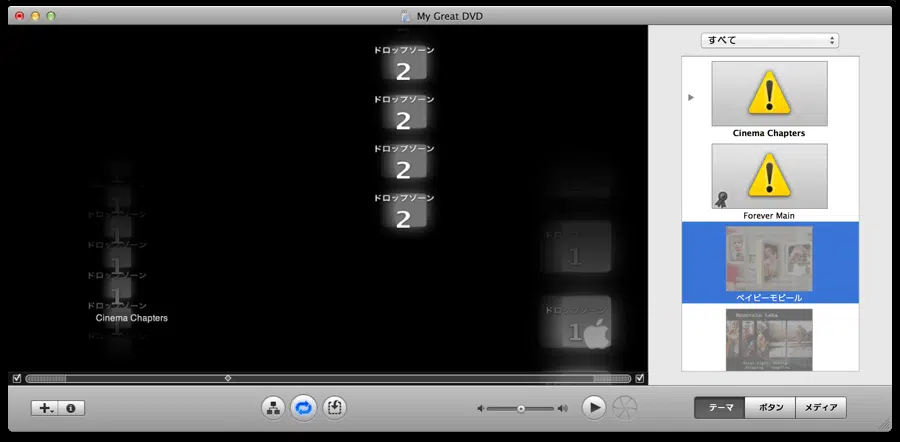 My Great DVD
すべて
ドロップゾーン
2
ドロップゾーン
2
ドロップゾーン
2
ドロップゾーン
2
Cinema Chapters
Forever Main
ベイビーモビール
1
ドロップゾーン
1
ドロップゾーン
1
ドロップゾーン
1
ドロップゾーン
Cinema Chapters
ドロップ
1
ドロップゾーン
1
テーマ
ボタン
メディア